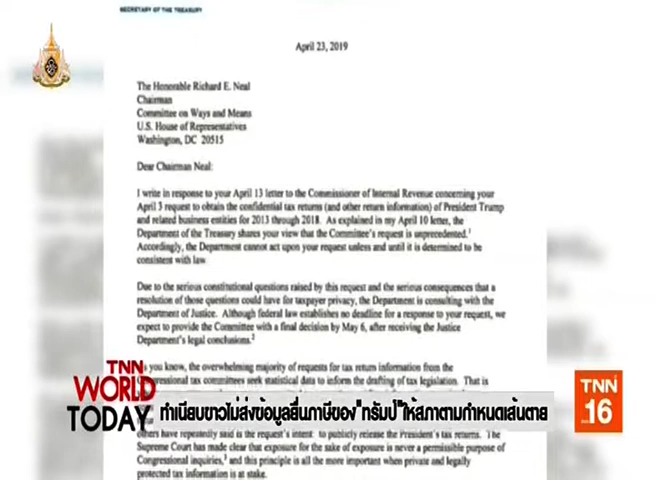 SECRETARY OF THE TREASURY
April 23, 2019
The Honorable Richard E. Neal
Chairman
Committee on Ways and Means
U.S. House of Representatives
Washington, DC 20515
Dear Chairman Neal:
I write in response to your April 13 letter to the Commissioner of Internal Revenue concerning your
April 3 request to obtain the confidential tax returns (and other return information) of President Trump
and related business entities for 2013 through 2018. As explained in my April 10 letter, the
Department of the Treasury shares your view that the Committee's request is unprecedented.¹
Accordingly, the Department cannot act upon your request unless and until it is determined to be
consistent with law
Due to the serious constitutional questions raised by this request and the serious consequences that a
resolution of those questions could have for taxpayer privacy, the Department is consulting with the
Department of Justice. Although federal law establishes no deadline for a response to your request, we
expect to provide the Committee with a final decision by May 6, after receiving the Justice
Department's legal conclusions.²
s you know, the overwhelming majority of requests for tax return information from the
gressional tax committees seek statistical data to inform the drafting of tax legislation. That is
TNN
WORLD
TODAY
ทำเนียบขาวไม่ส่งข้อมูลยื่นภาษีของ"ทรัมป์"ให้สภาตามกำหนดเส้นตาย
TNN
16
others have repeatedly said is the request's intent: to publicly release the President's tax returns. The
Supreme Court has made clear that exposure for the sake of exposure is never a permissible purpose of
Congressional inquiries,³ and this principle is all the more important when private and legally
protected tax information is at stake.